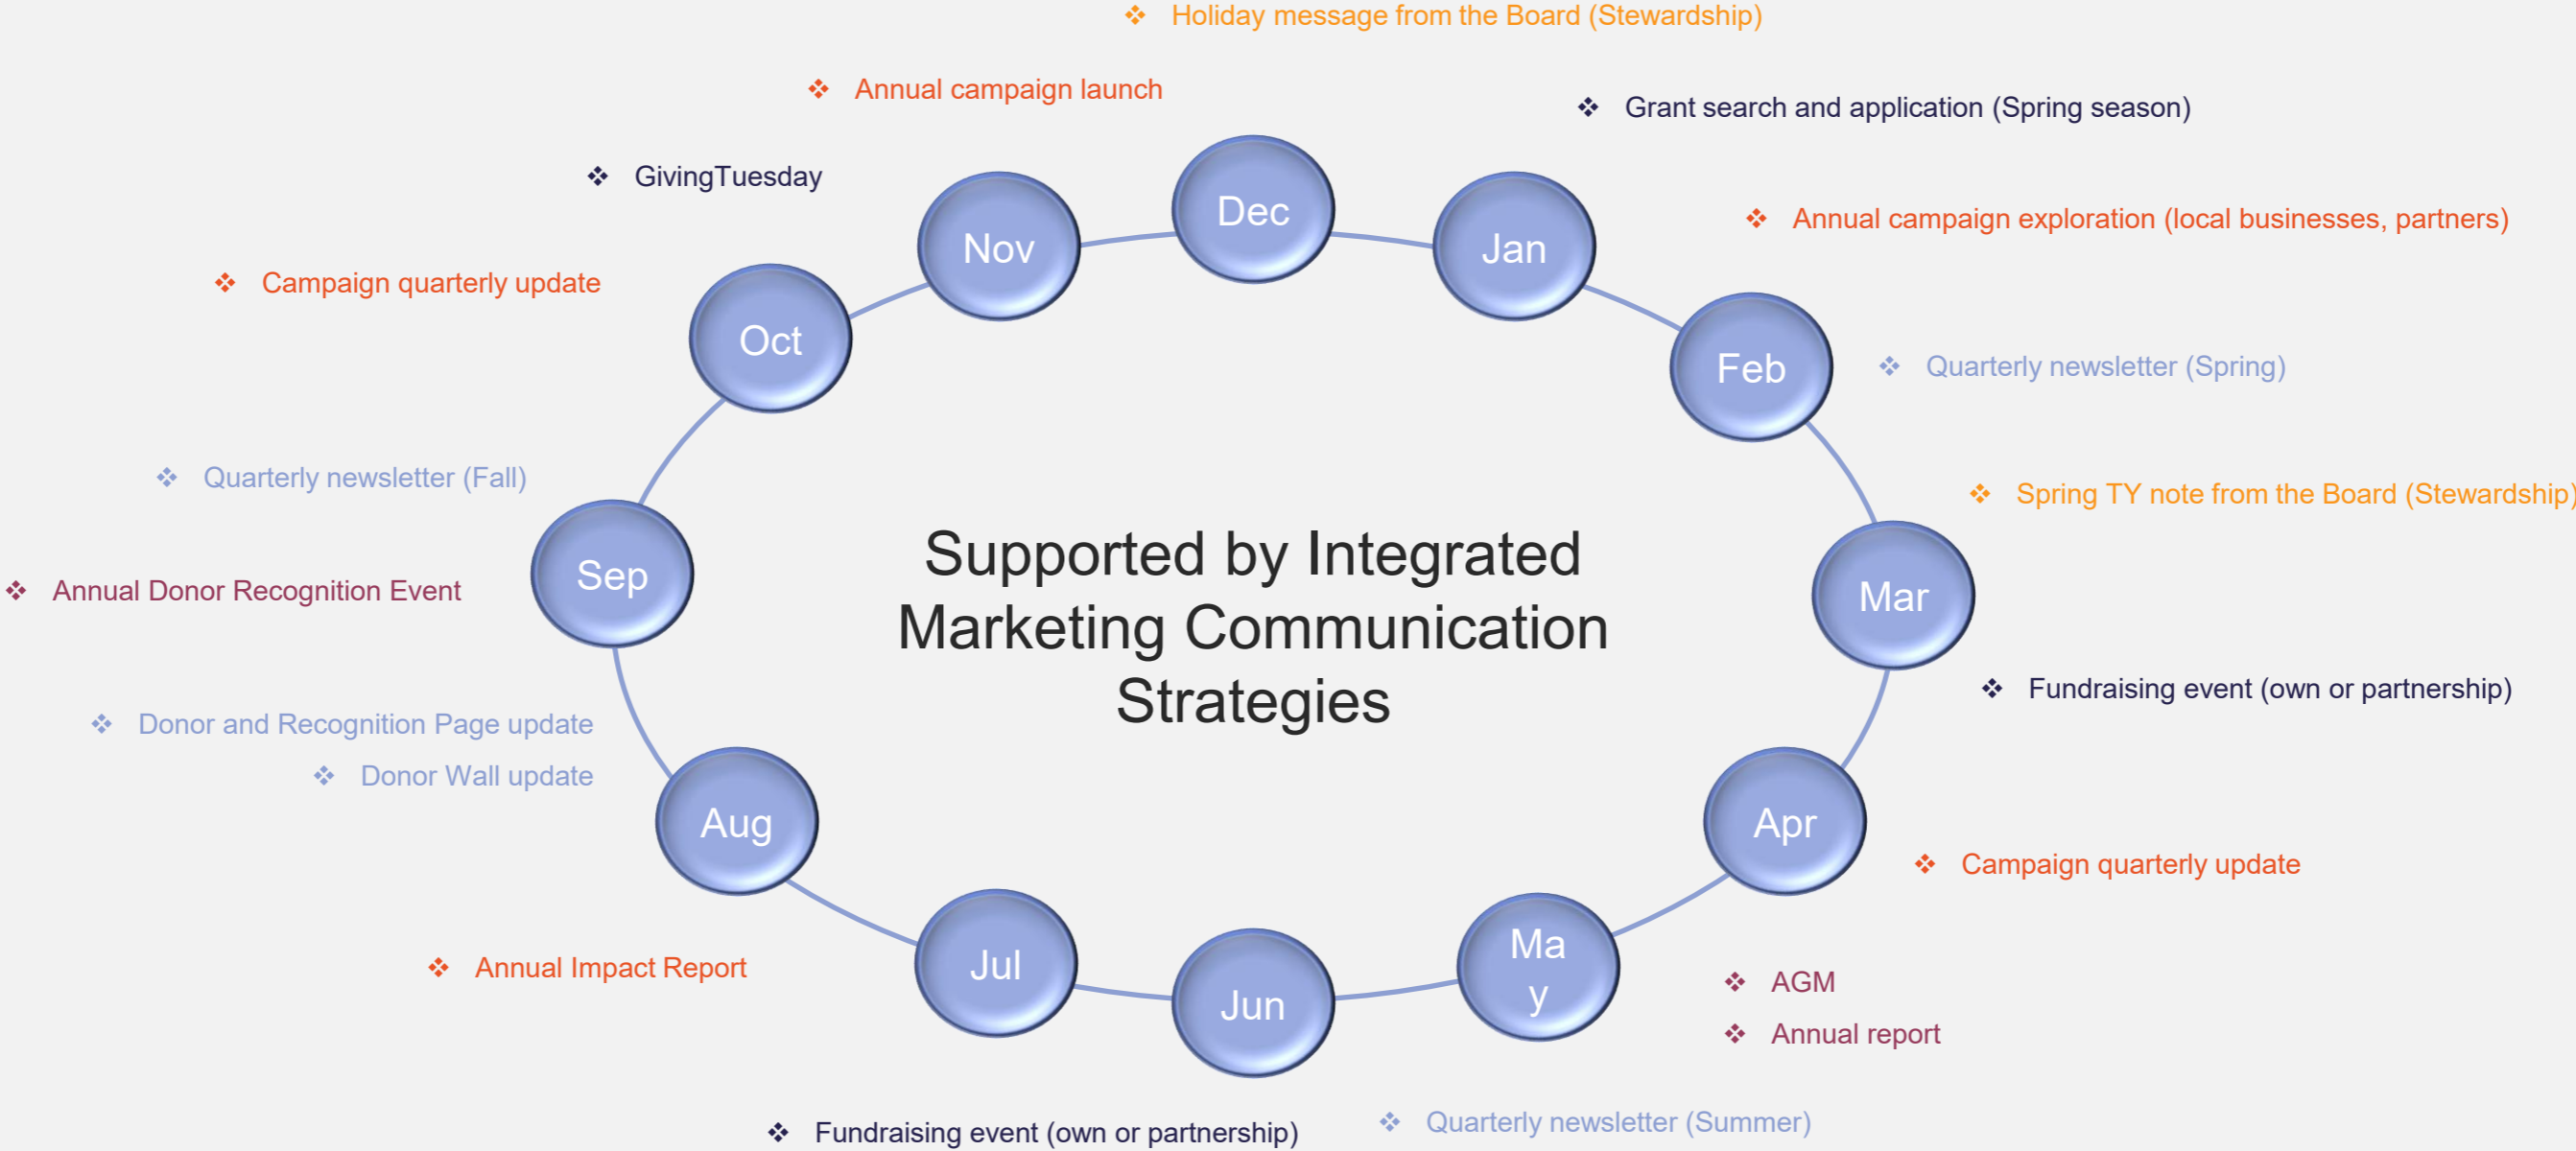 ❖ Holiday message from the Board (Stewardship)
❖ Annual campaign launch
❖ Grant search and application (Spring season)
❖ GivingTuesday
Dec
Nov
Jan
❖ Annual campaign exploration (local businesses, partners)
❖ Campaign quarterly update
Oct
Feb
❖ Quarterly newsletter (Spring)
❖ Quarterly newsletter (Fall)
❖ Spring TY note from the Board (Stewardship)
Sep
❖ Annual Donor Recognition Event
Supported by Integrated
Marketing Communication
Strategies
Mar
❖ Fundraising event (own or partnership)
❖ Donor and Recognition Page update
❖ Donor Wall update
Aug
Apr
❖ Campaign quarterly update
❖ Annual Impact Report
Jul
Jun
Ma
y
❖ AGM
❖ Annual report
❖ Fundraising event (own or partnership)
❖ Quarterly newsletter (Summer)